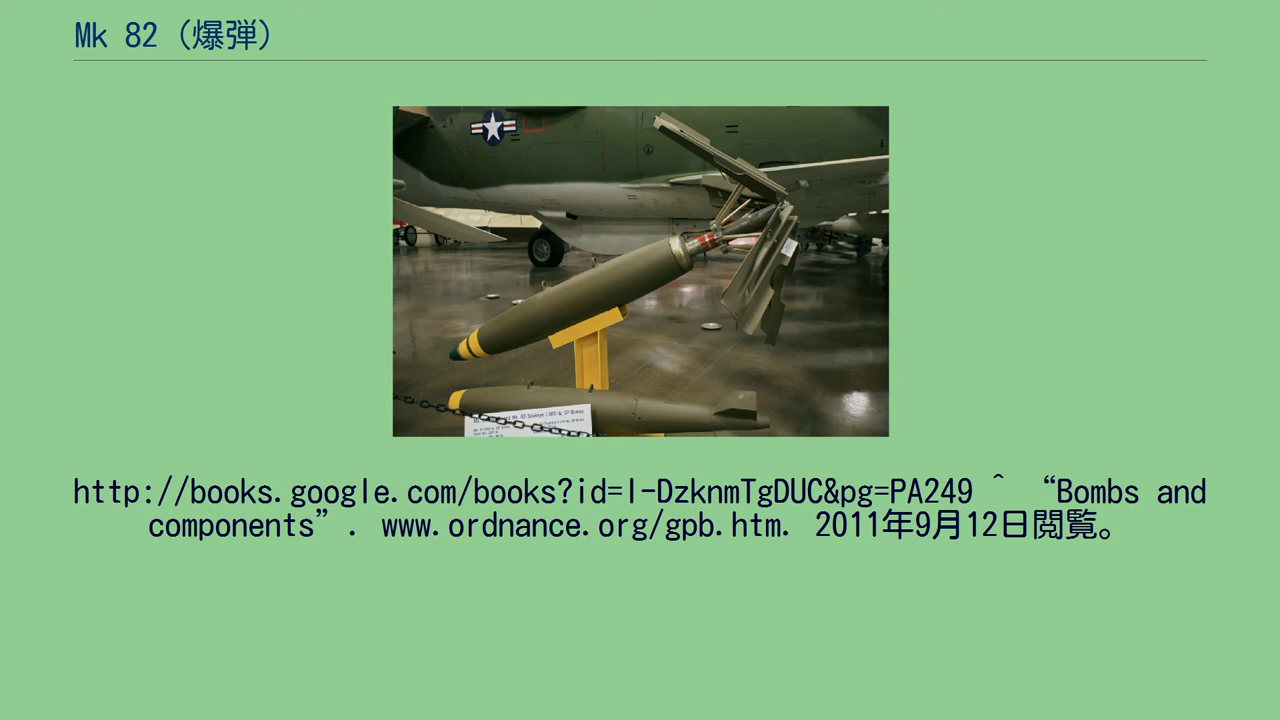 Mk 82 (爆弾)
http://books.google.com/books?id=l-DzknmTgDUC&pg=PA249 ^ “Bombs and
components”. www.ordnance.org/gpb.htm. 2011年9月12日閲覧。